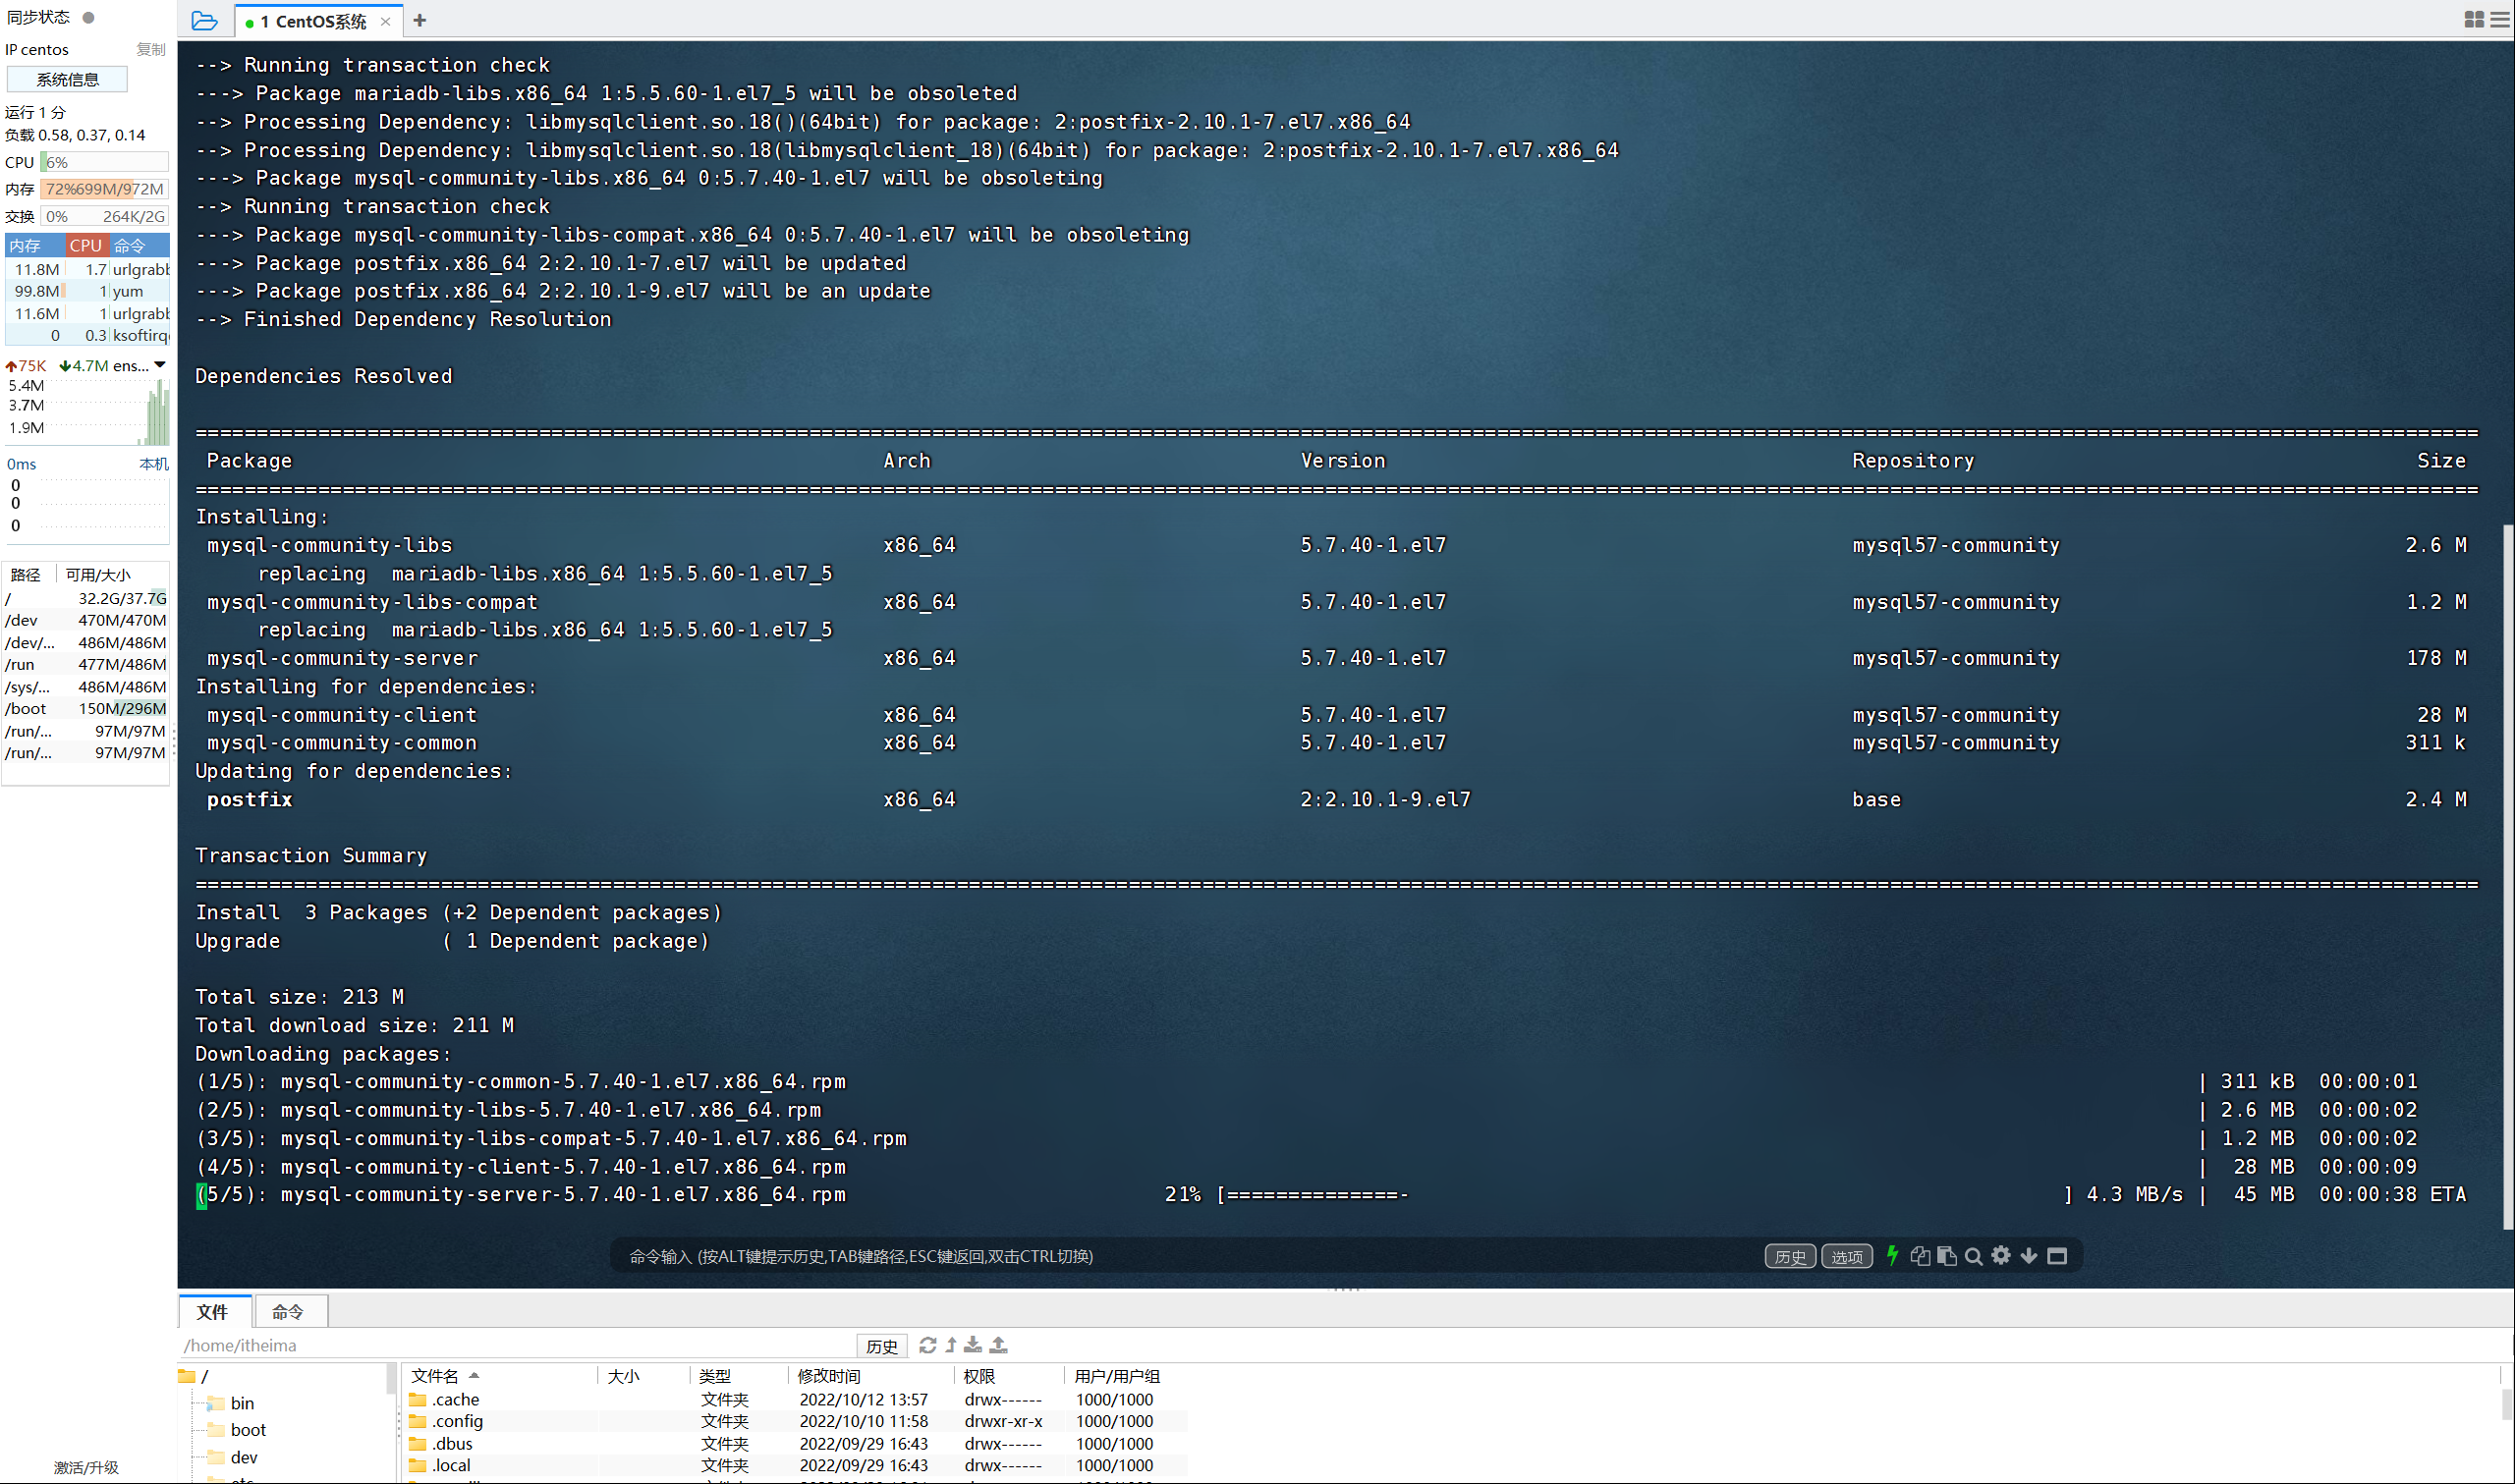 同步状态
IP centos 复制
系统信息
运行 1 分
负载 0.58, 0.37, 0.14
CPU 6%
内存 72% 699M/972M
交换 0% 264K/2G
内存 CPU 命令
11.8M 1.7 urlgrabb
99.8M 1 yum
11.6M 1 urlgrabb
0 0.3 ksoftirq
75K 4.7M ens...
5.4M
3.7M
1.9M
0ms 本机
0
0
0
路径 可用/大小
/ 32.2G/37.7G
/dev 470M/470M
/dev/... 486M/486M
/run 477M/486M
/sys/... 486M/486M
/boot 150M/296M
/run/... 97M/97M
/run/... 97M/97M
激活/升级
1 CentOS系统 × +
--> Running transaction check
---> Package mariadb-libs.x86_64 1:5.5.60-1.el7_5 will be obsoleted
--> Processing Dependency: libmysqlclient.so.18()(64bit) for package: 2:postfix-2.10.1-7.el7.x86_64
--> Processing Dependency: libmysqlclient.so.18(libmysqlclient_18)(64bit) for package: 2:postfix-2.10.1-7.el7.x86_64
---> Package mysql-community-libs.x86_64 0:5.7.40-1.el7 will be obsoleting
--> Running transaction check
---> Package mysql-community-libs-compat.x86_64 0:5.7.40-1.el7 will be obsoleting
---> Package postfix.x86_64 2:2.10.1-7.el7 will be updated
---> Package postfix.x86_64 2:2.10.1-9.el7 will be an update
--> Finished Dependency Resolution
Dependencies Resolved
Package Arch Version Repository Size
Installing:
mysql-community-libs x86_64 5.7.40-1.el7 mysql57-community 2.6 M
replacing mariadb-libs.x86_64 1:5.5.60-1.el7_5
mysql-community-libs-compat x86_64 5.7.40-1.el7 mysql57-community 1.2 M
replacing mariadb-libs.x86_64 1:5.5.60-1.el7_5
mysql-community-server x86_64 5.7.40-1.el7 mysql57-community 178 M
Installing for dependencies:
mysql-community-client x86_64 5.7.40-1.el7 mysql57-community 28 M
mysql-community-common x86_64 5.7.40-1.el7 mysql57-community 311 k
Updating for dependencies:
postfix x86_64 2:2.10.1-9.el7 base 2.4 M
Transaction Summary
Install 3 Packages (+2 Dependent packages)
Upgrade ( 1 Dependent package)
Total size: 213 M
Total download size: 211 M
Downloading packages:
(1/5): mysql-community-common-5.7.40-1.el7.x86_64.rpm | 311 kB 00:00:01
(2/5): mysql-community-libs-5.7.40-1.el7.x86_64.rpm | 2.6 MB 00:00:02
(3/5): mysql-community-libs-compat-5.7.40-1.el7.x86_64.rpm | 1.2 MB 00:00:02
(4/5): mysql-community-client-5.7.40-1.el7.x86_64.rpm | 28 MB 00:00:09
(5/5): mysql-community-server-5.7.40-1.el7.x86_64.rpm 21% [==============- ] 4.3 MB/s | 45 MB 00:00:38 ETA
命令输入 (按ALT键提示历史,TAB键路径,ESC键返回,双击CTRL切换) 历史 选项
文件 命令
/home/itheima 历史
/
bin
boot
dev
文件名 大小 类型 修改时间 权限 用户/用户组
.cache 文件夹 2022/10/12 13:57 drwx------ 1000/1000
.config 文件夹 2022/10/10 11:58 drwxr-xr-x 1000/1000
.dbus 文件夹 2022/09/29 16:43 drwx------ 1000/1000
.local 文件夹 2022/09/29 16:43 drwx------ 1000/1000